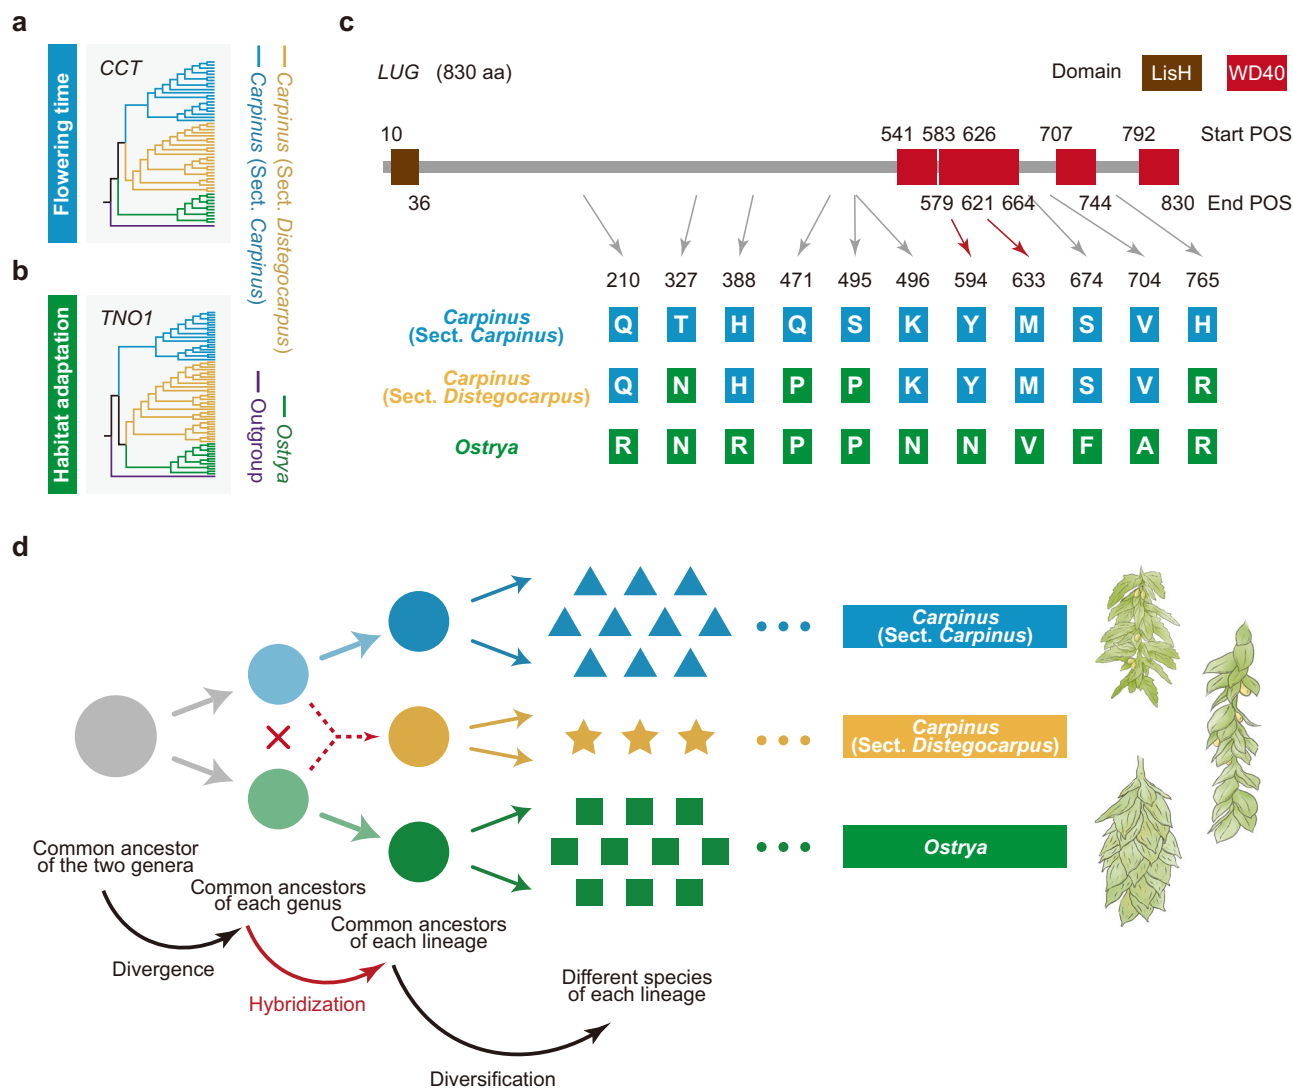 a
Flowering time
CCT
Carpinus (Sect. Carpinus)
Carpinus (Sect. Distegocarpus)
b
Habitat adaptation
TNO1
Outgroup
Ostrya
c
LUG (830 aa)
Domain LisH WD40
10 541 583 626 707 792 Start POS
36 579 621 664 744 830 End POS
210 327 388 471 495 496 594 633 674 704 765
Carpinus
(Sect. Carpinus)
Q T H Q S K Y M S V H
Carpinus
(Sect. Distegocarpus)
Q N H P P K Y M S V R
Ostrya
R N R P P N N V F A R
d
Carpinus
(Sect. Carpinus)
Carpinus
(Sect. Distegocarpus)
Ostrya
Common ancestor
of the two genera
Common ancestors
of each genus
Common ancestors
of each lineage
Different species
of each lineage
Divergence
Hybridization
Diversification